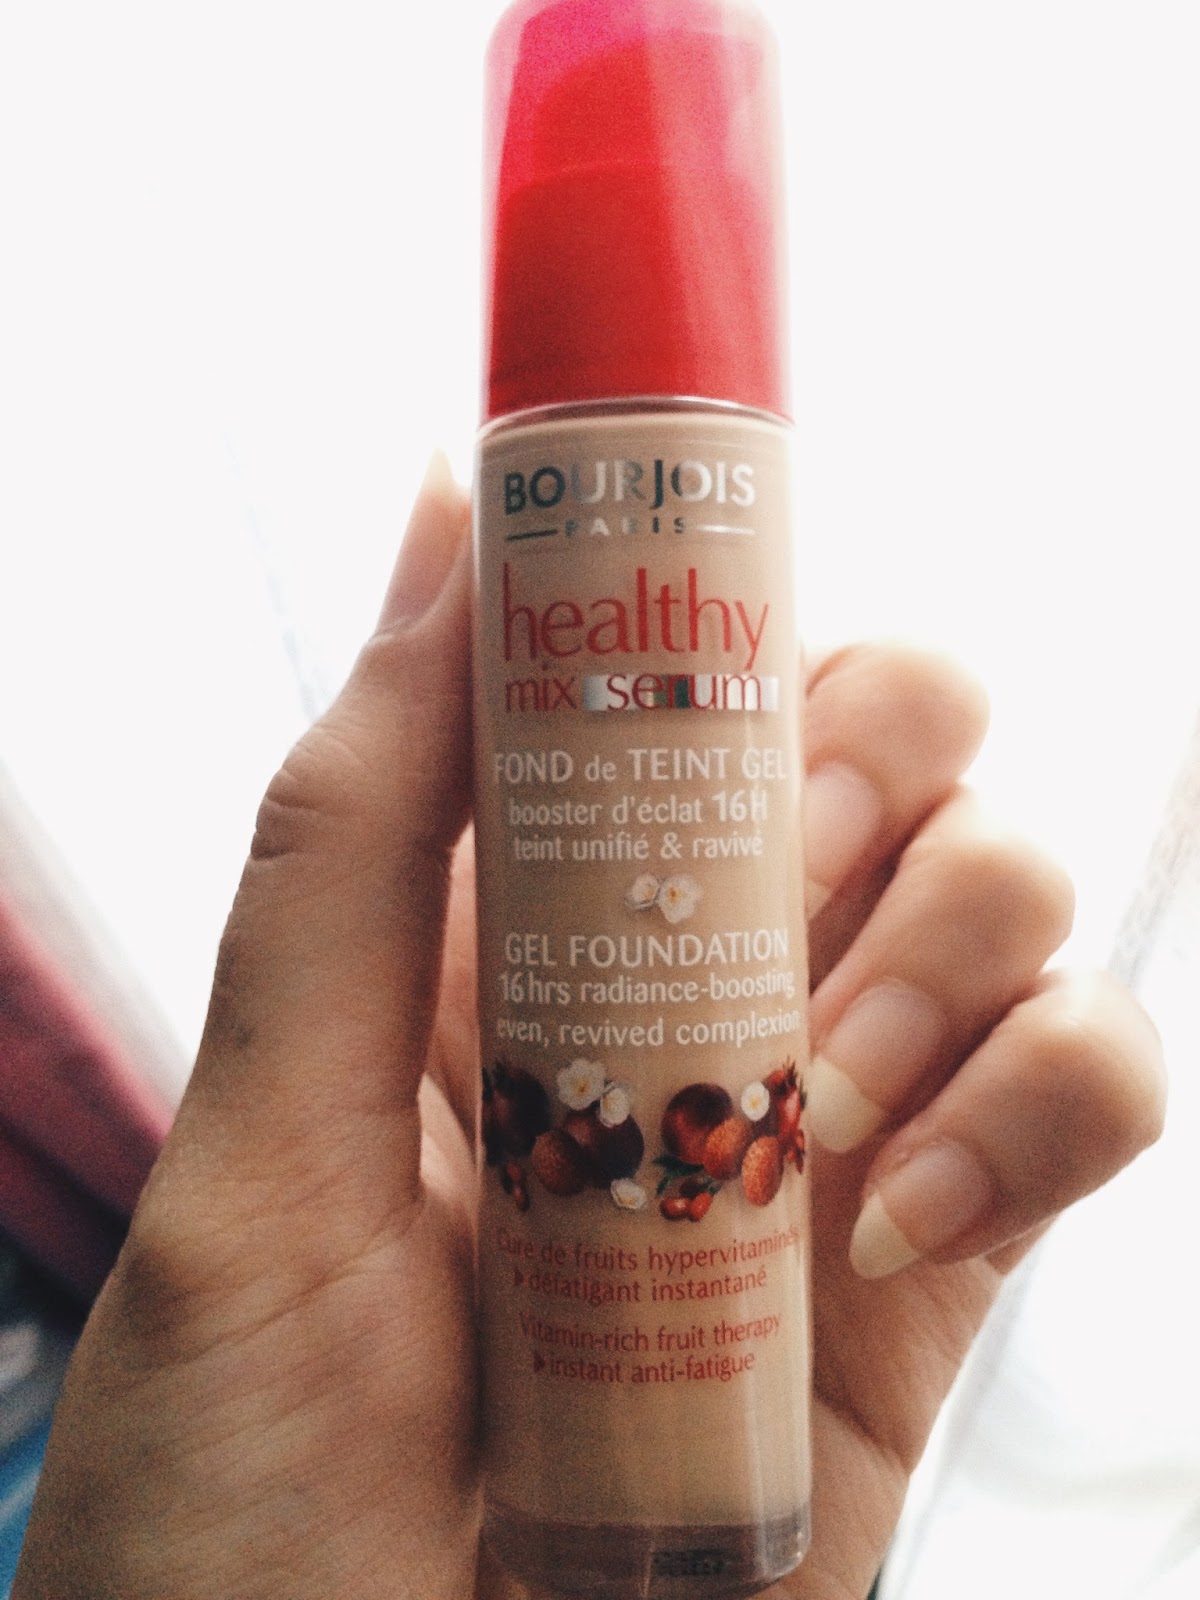 BOURJOIS
PARIS
healthy
mix serum
FOND de TEINT GEL
booster d'éclat 16H
teint unifié & ravivé
GEL FOUNDATION
16hrs radiance-boosting
even, revived complexion
Cure de fruits hypervitaminés
défatigant instantané
Vitamin-rich fruit therapy
instant anti-fatigue